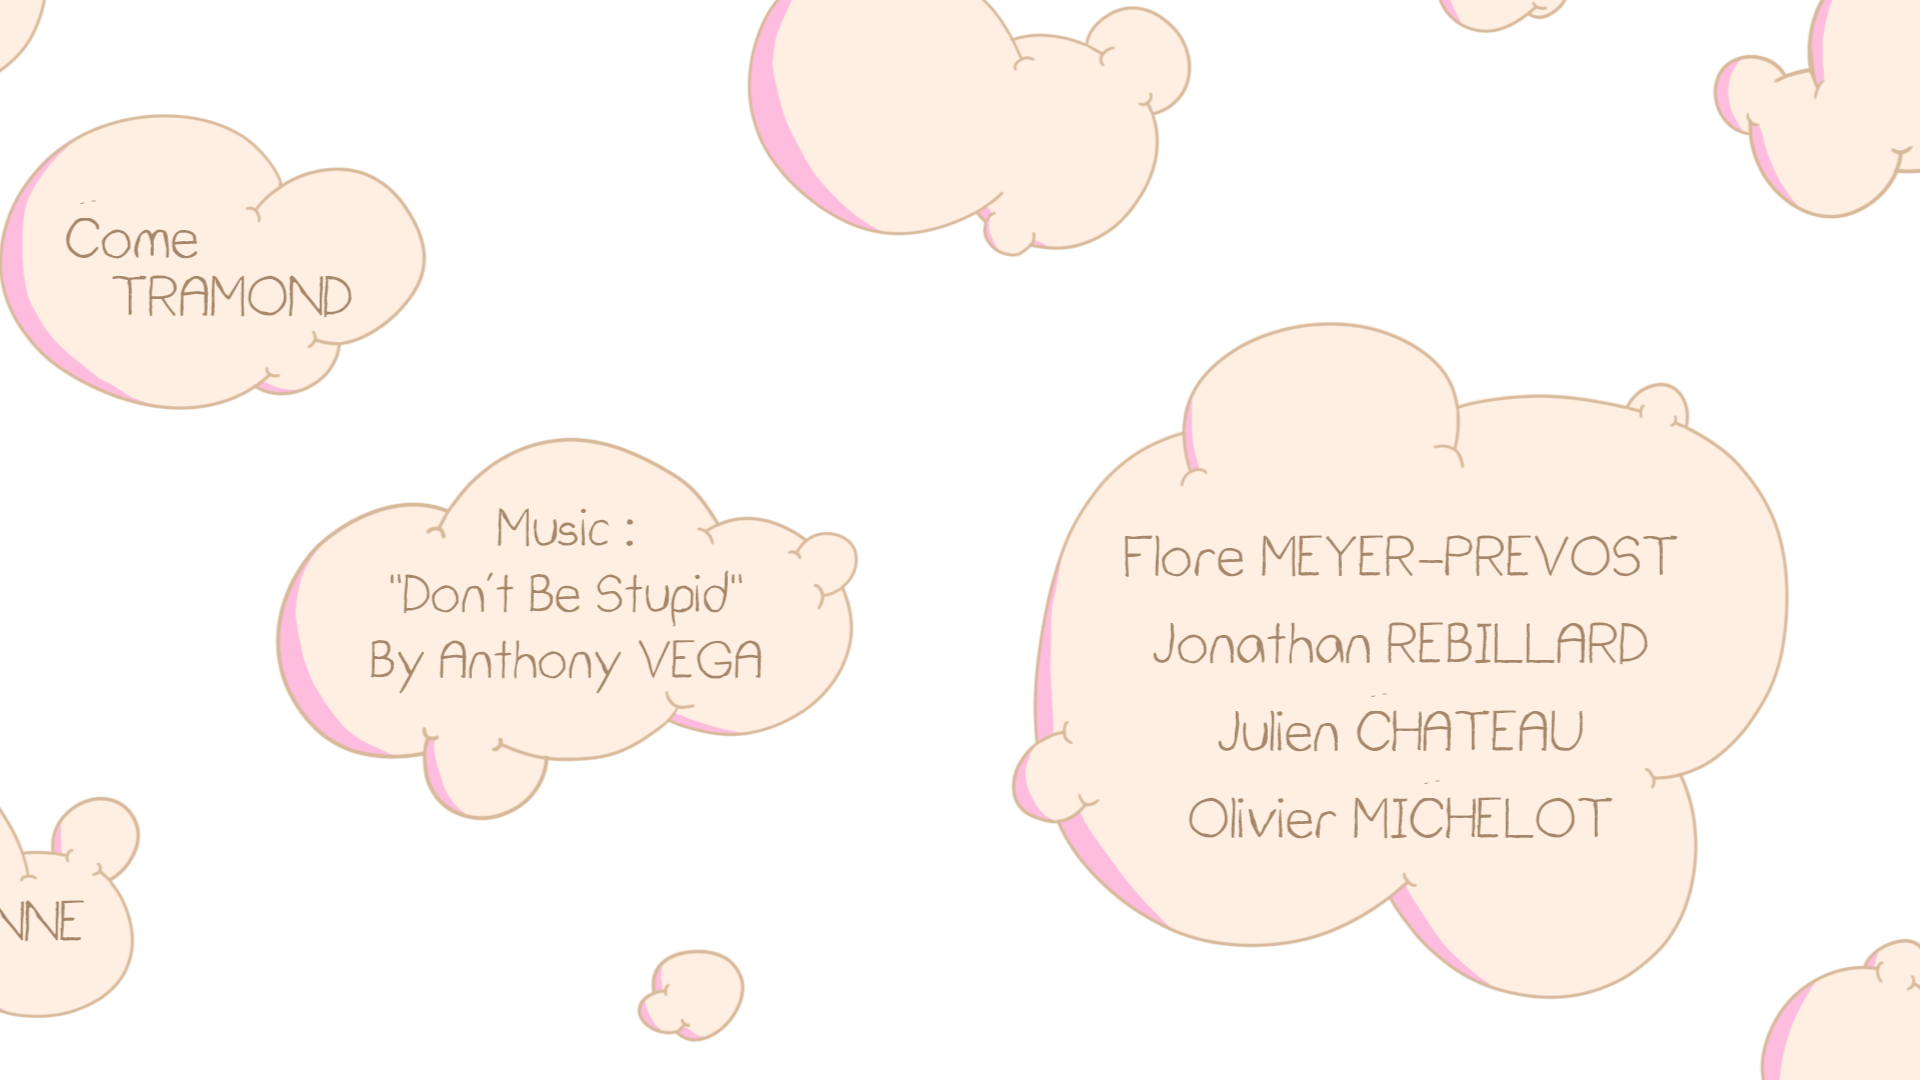 Come
TRAMOND
Music :
"Don't Be Stupid"
By Anthony VEGA
Flore MEYER-PREVOST
Jonathan REBILLARD
Julien CHATEAU
Olivier MICHELOT
NNE